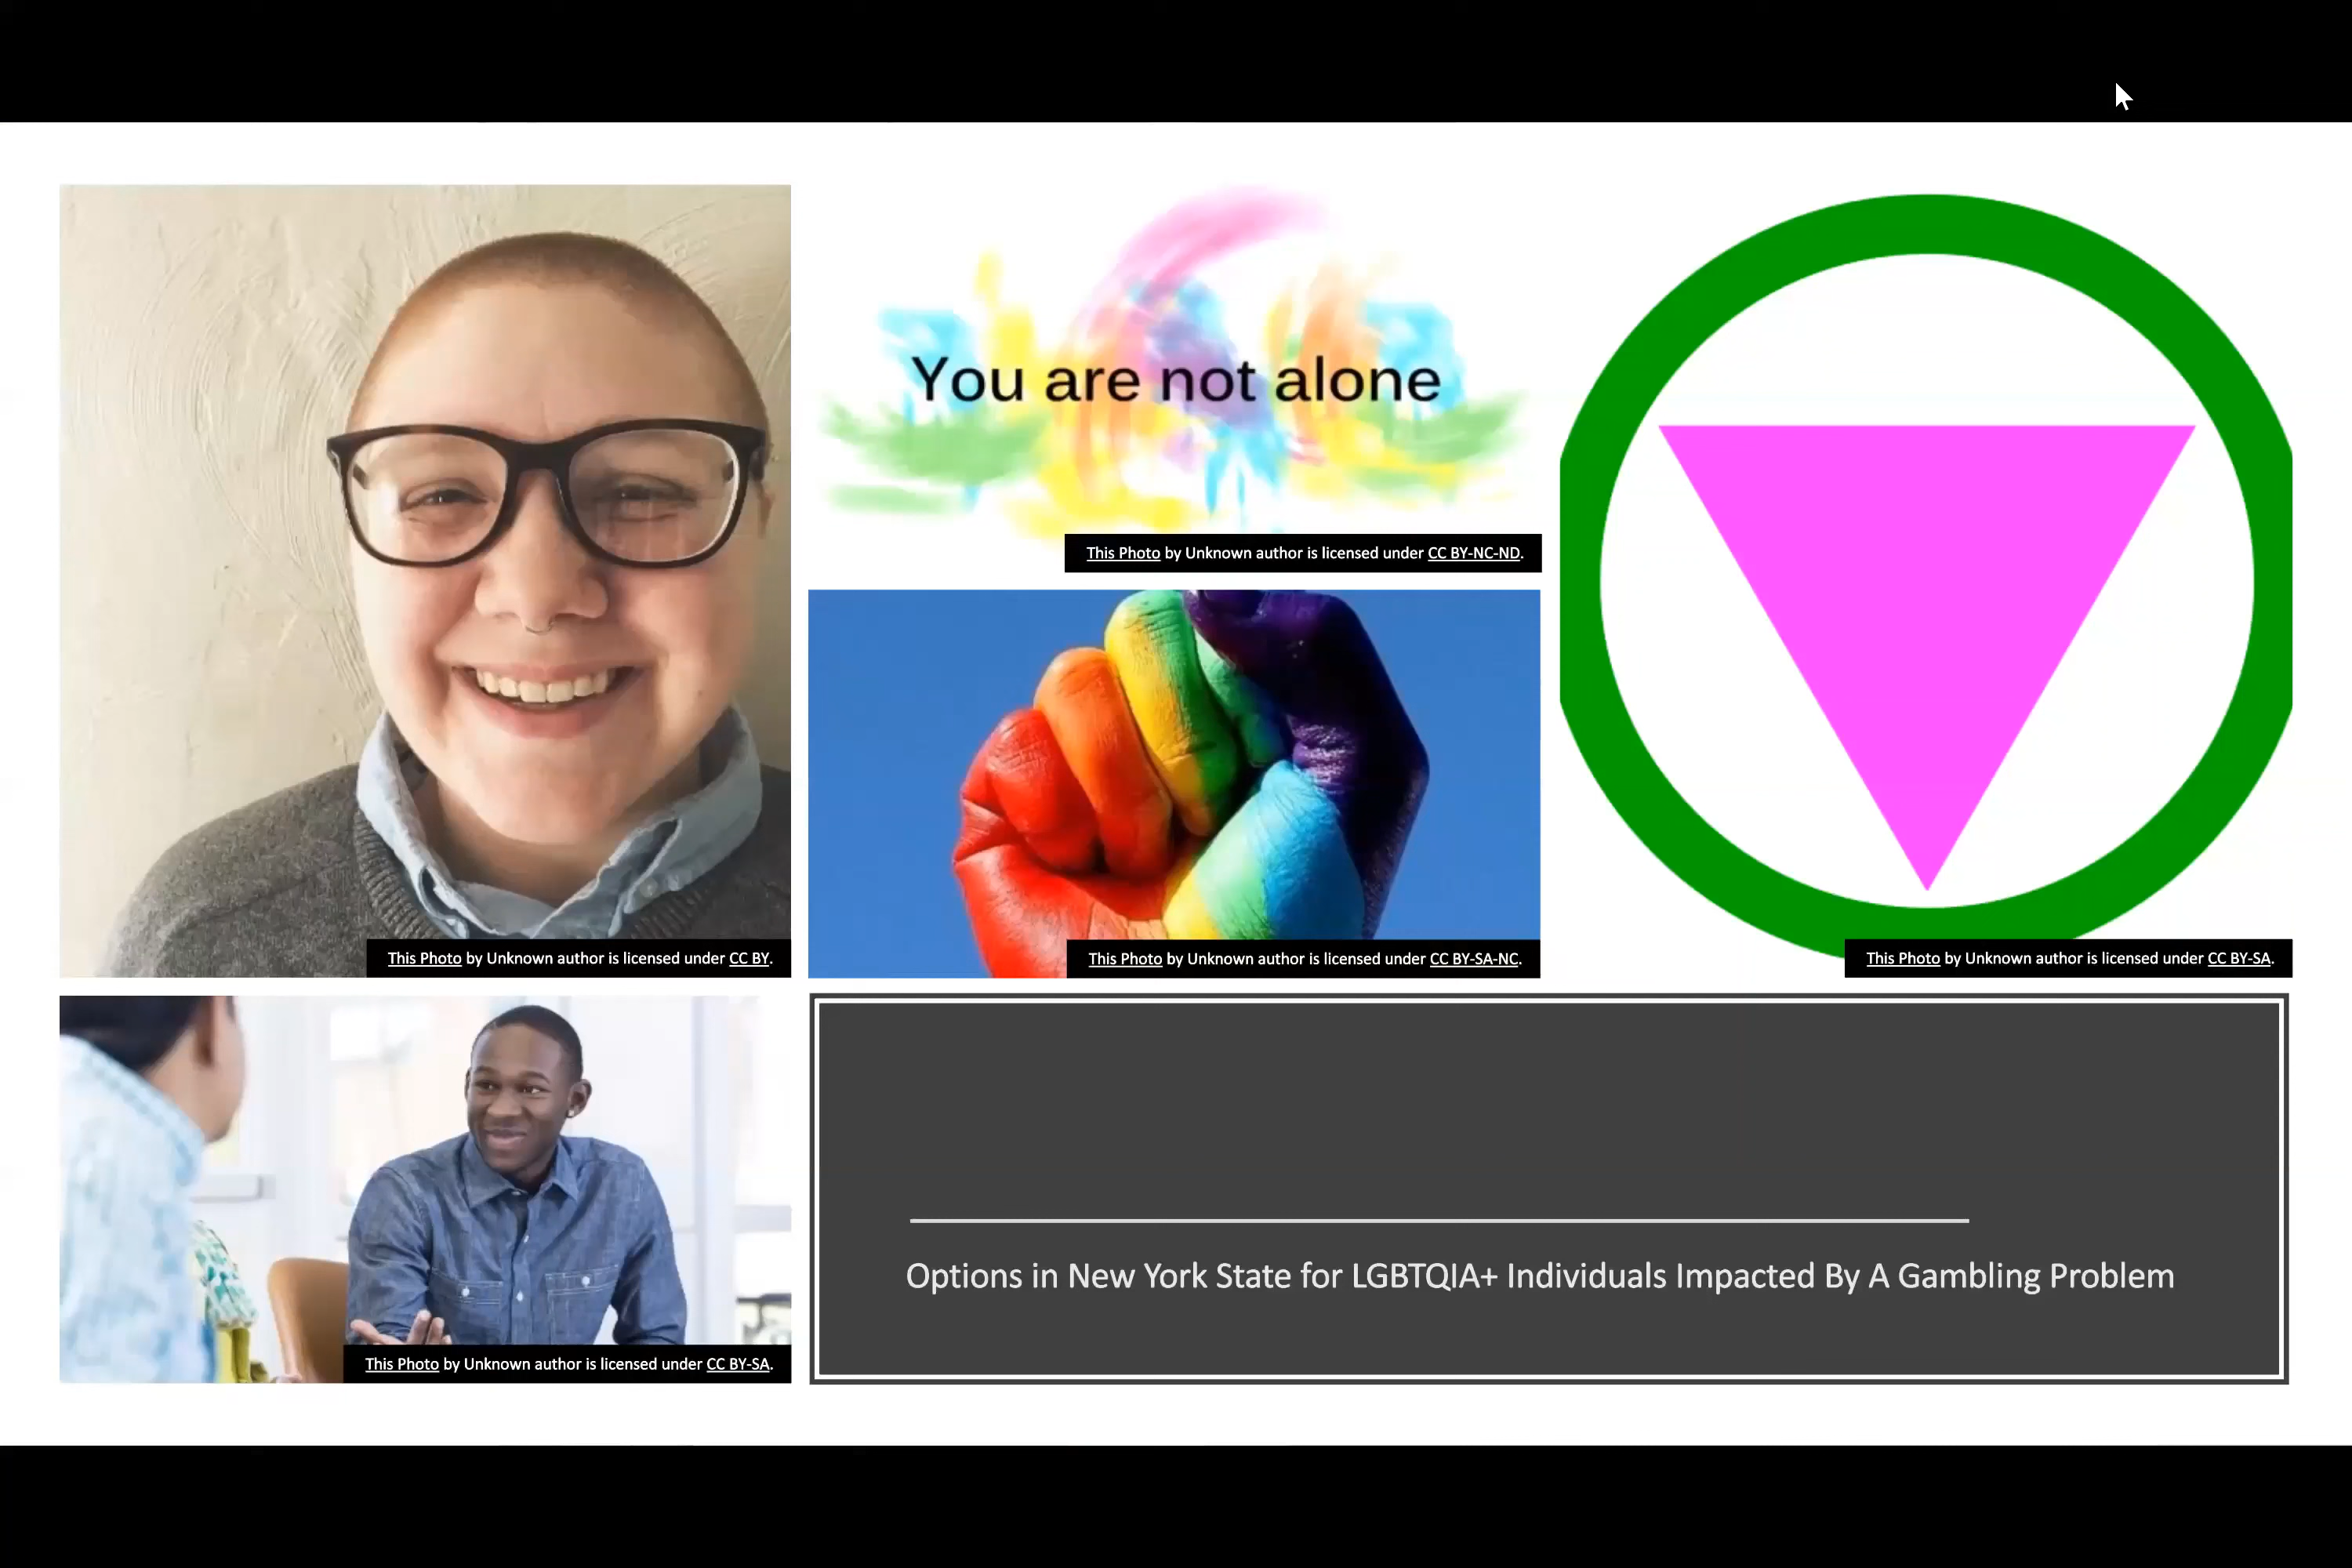 You are not alone
This Photo by Unknown author is licensed under CC BY-NC-ND.
This Photo by Unknown author is licensed under CC BY.
This Photo by Unknown author is licensed under CC BY-SA-NC.
This Photo by Unknown author is licensed under CC BY-SA.
This Photo by Unknown author is licensed under CC BY-SA.
Options in New York State for LGBTQIA+ Individuals Impacted By A Gambling Problem